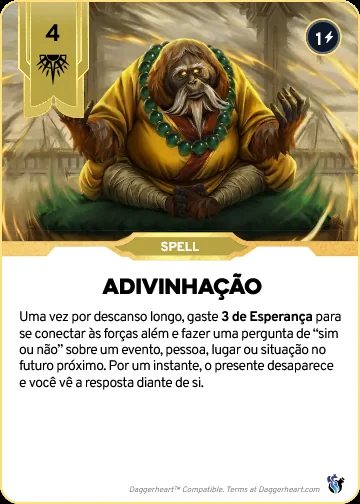 4
1
SPELL
ADIVINHAÇÃO
Uma vez por descanso longo, gaste 3 de Esperança para
se conectar às forças além e fazer uma pergunta de “sim
ou não” sobre um evento, pessoa, lugar ou situação no
futuro próximo. Por um instante, o presente desaparece
e você vê a resposta diante de si.
Daggerheart™ Compatible. Terms at Daggerheart.com